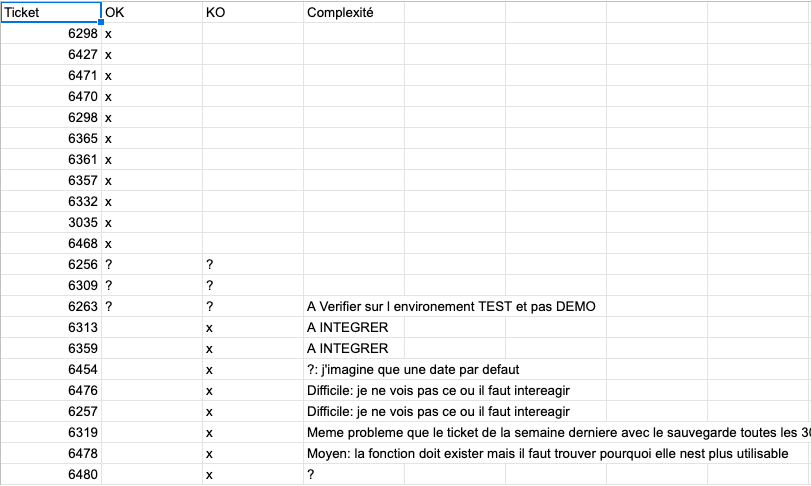 Ticket OK KO Complexité
6298 x
6427 x
6471 x
6470 x
6298 x
6365 x
6361 x
6357 x
6332 x
3035 x
6468 x
6256 ? ?
6309 ? ?
6263 ? ? A Verifier sur l environement TEST et pas DEMO
6313 x A INTEGRER
6359 x A INTEGRER
6454 x ?: j'imagine que une date par defaut
6476 x Difficile: je ne vois pas ce ou il faut intereagir
6257 x Difficile: je ne vois pas ce ou il faut intereagir
6319 x Meme probleme que le ticket de la semaine derniere avec le sauvegarde toutes les
6478 x Moyen: la fonction doit exister mais il faut trouver pourquoi elle nest plus utilisable
6480 x ?